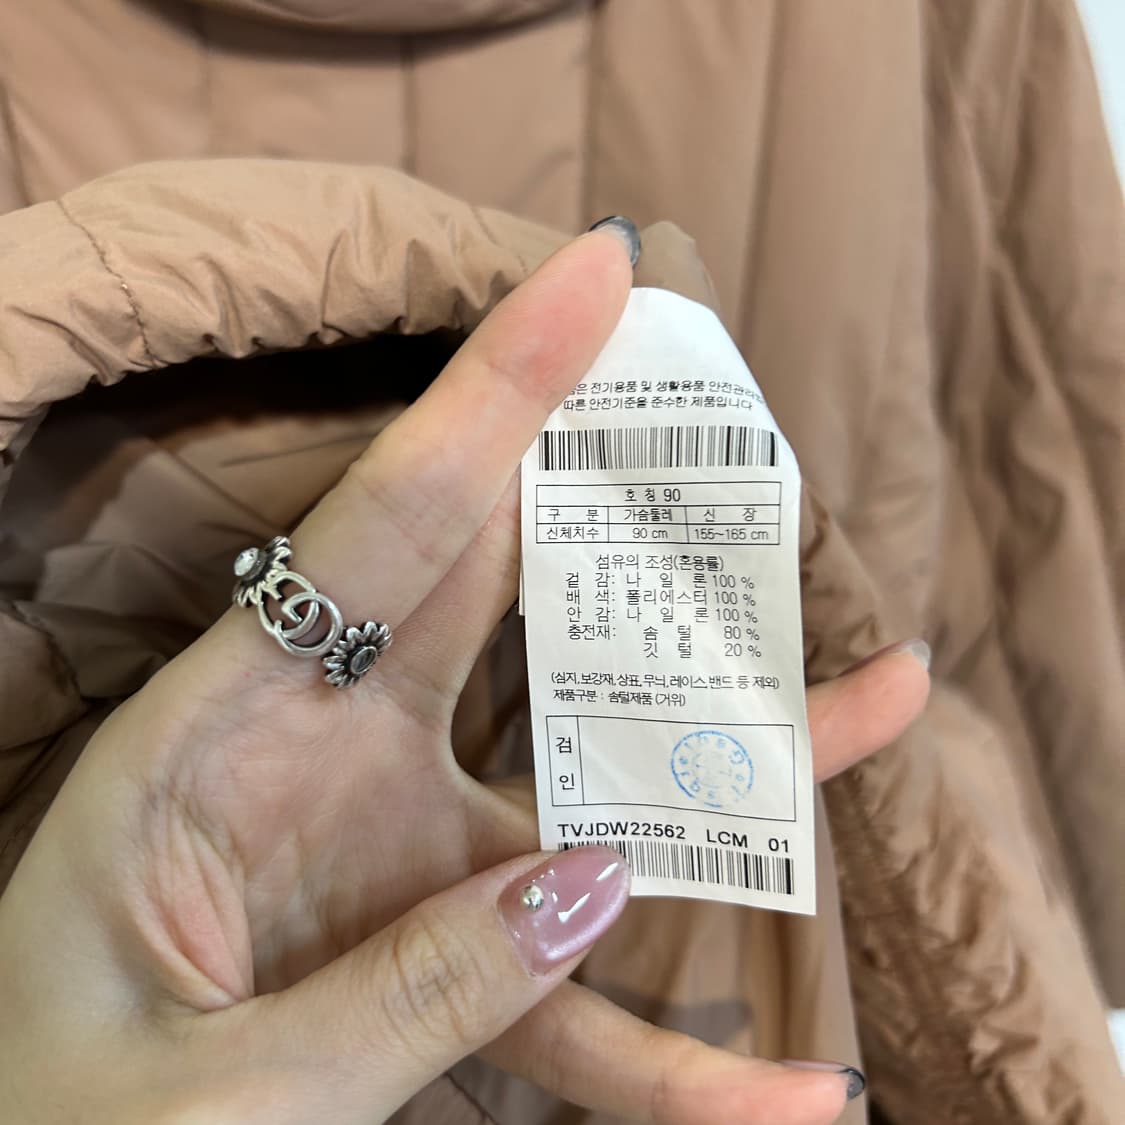 은 전기용품 및 생활용품 안전관리
따른 안전기준을 준수한 제품입니다
호 칭 90
구 분 가슴둘레 신 장
신체치수 90 cm 155~165 cm
섬유의 조성(혼용률)
겉 감: 나 일 론 100 %
배 색: 폴리에스터 100 %
안 감: 나 일 론 100 %
충전재: 솜 털 80 %
깃 털 20 %
(심지, 보강재, 상표, 무늬, 레이스, 밴드 등 제외)
제품구분 : 솜털제품 (거위)
검
인
TVJDW22562 LCM 01